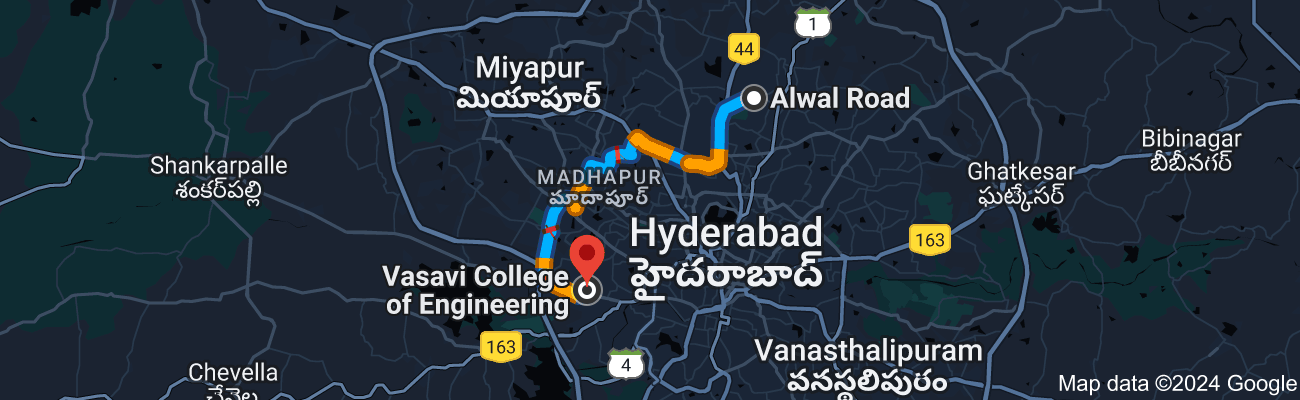 1
44
Miyapur
మియాపూర్
Alwal Road
Bibinagar
బీబీనగర్
Shankarpalle
శంకర్‌పల్లి
MADHAPUR
మాదాపూర్
Ghatkesar
ఘట్కేసర్
Hyderabad
హైదరాబాద్
163
Vasavi College
of Engineering
163
4
Vanasthalipuram
వనస్థలిపురం
Chevella
చేవెల్ల
Map data ©2024 Google